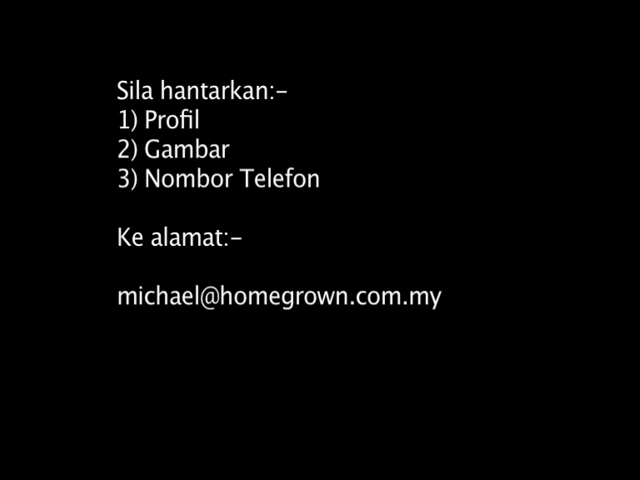 Sila hantarkan:-
1) Profil
2) Gambar
3) Nombor Telefon
Ke alamat:-
michael@homegrown.com.my